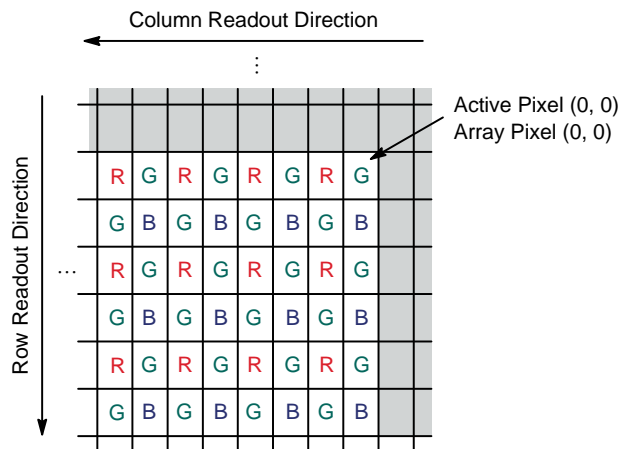 Column Readout Direction
...
Active Pixel (0, 0)
Array Pixel (0, 0)
Row Readout Direction
R G R G R G R G
G B G B G B G B
... R G R G R G R G
G B G B G B G B
R G R G R G R G
G B G B G B G B